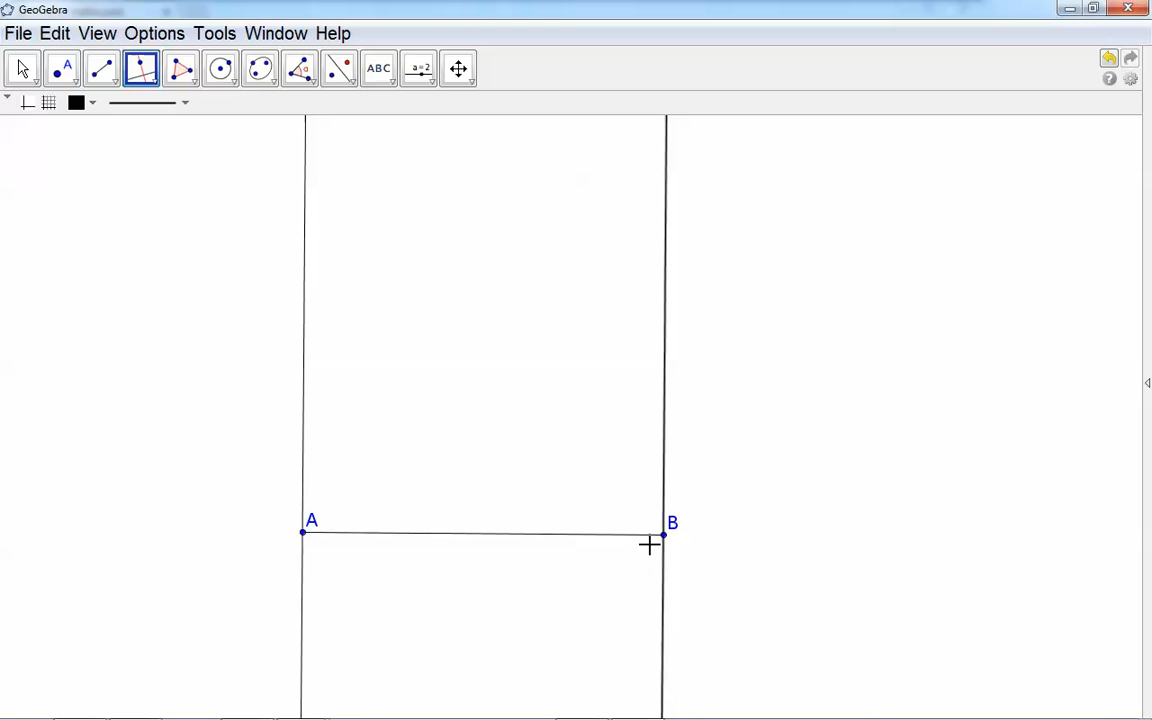 GeoGebra
File Edit View Options Tools Window Help
A ABC a=2
A
B